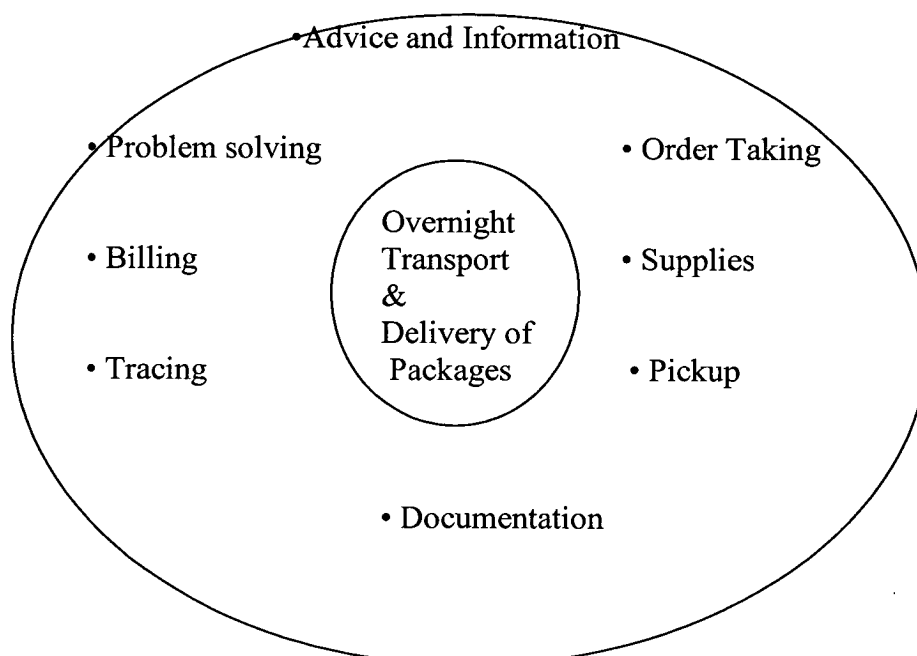 •Advice and Information
• Problem solving
• Order Taking
Overnight
Transport
&
Delivery of
Packages
• Billing
• Supplies
• Tracing
• Pickup
• Documentation